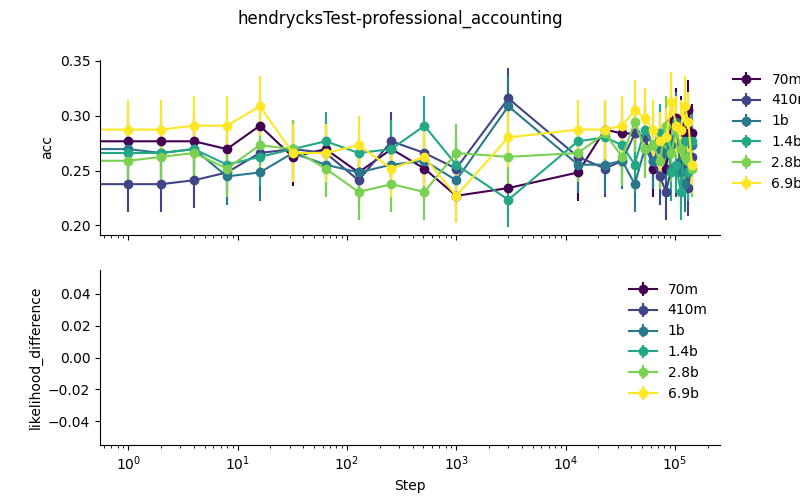 hendrycksTest-professional_accounting
acc
0.35
0.30
0.25
0.20
70m
410m
1b
1.4b
2.8b
6.9b
likelihood_difference
0.04
0.02
0.00
−0.02
−0.04
70m
410m
1b
1.4b
2.8b
6.9b
10⁰ 10¹ 10² 10³ 10⁴ 10⁵
Step